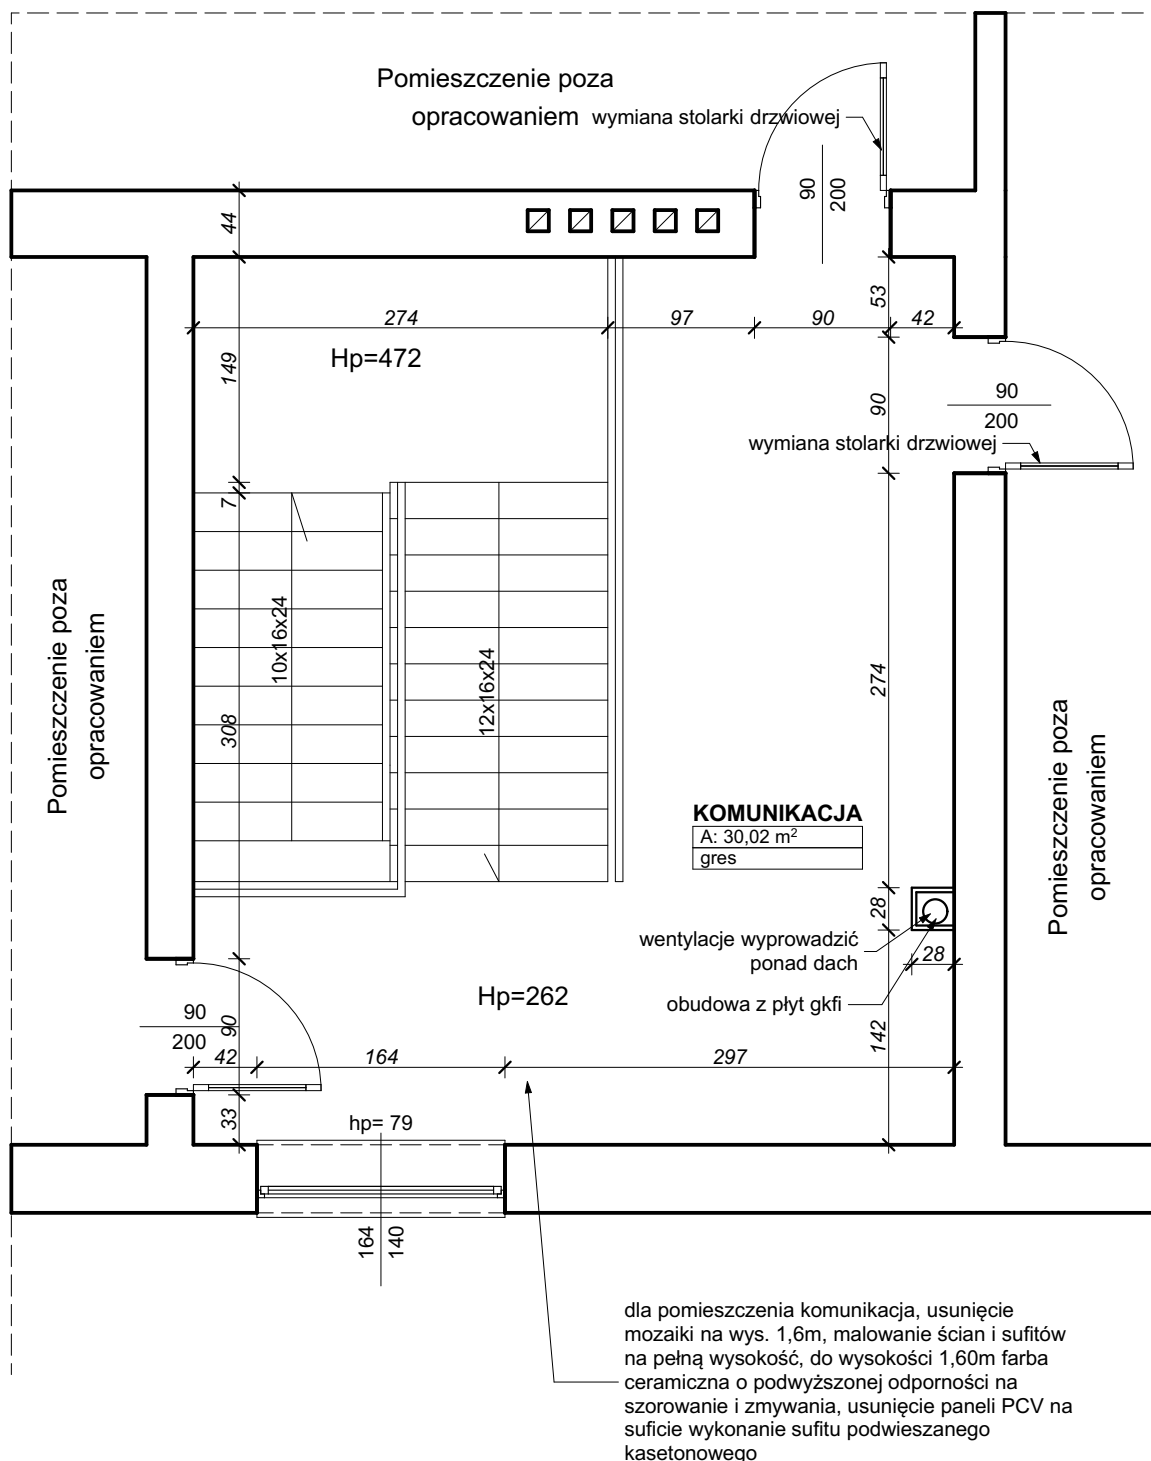 Pomieszczenie poza
opracowaniem
wymiana stolarki drzwiowej
90
200
44
274
97
90
42
53
Hp=472
149
90
90
200
wymiana stolarki drzwiowej
7
Pomieszczenie poza
opracowaniem
10x16x24
12x16x24
308
274
KOMUNIKACJA
A: 30,02 m²
gres
Pomieszczenie poza
opracowaniem
28
wentylacje wyprowadzić
ponad dach
28
obudowa z płyt gkfi
Hp=262
90
200
90
142
42
164
297
33
hp= 79
164
140
dla pomieszczenia komunikacja, usunięcie
mozaiki na wys. 1,6m, malowanie ścian i sufitów
na pełną wysokość, do wysokości 1,60m farba
ceramiczna o podwyższonej odporności na
szorowanie i zmywania, usunięcie paneli PCV na
suficie wykonanie sufitu podwieszanego
kasetonowego